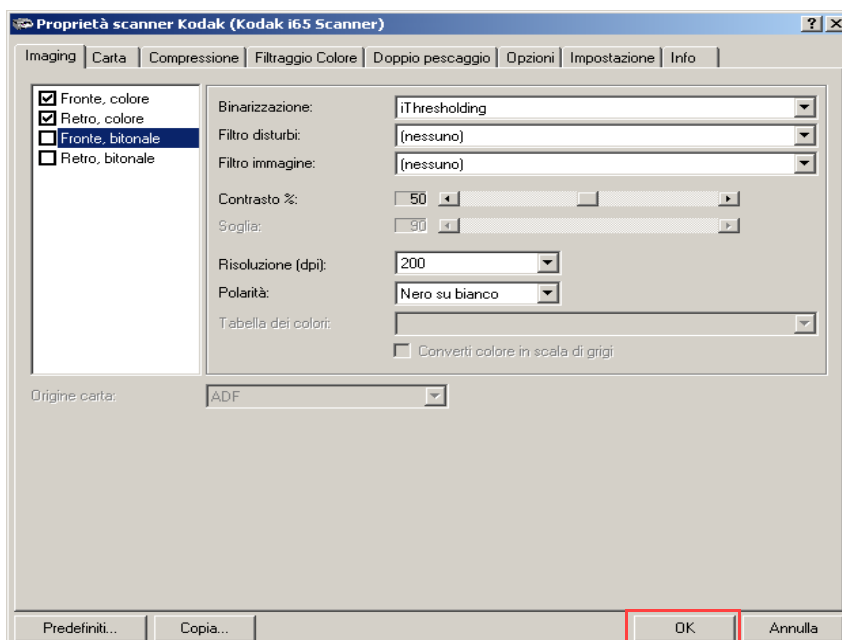 Proprietà scanner Kodak (Kodak i65 Scanner)
Imaging Carta Compressione Filtraggio Colore Doppio pescaggio Opzioni Impostazione Info
Fronte, colore
Retro, colore
Fronte, bitonale
Retro, bitonale
Binarizzazione: iThresholding
Filtro disturbi: (nessuno)
Filtro immagine: (nessuno)
Contrasto %: 50
Soglia: 90
Risoluzione (dpi): 200
Polarità: Nero su bianco
Tabella dei colori:
Converti colore in scala di grigi
Origine carta: ADF
Predefiniti... Copia... OK Annulla